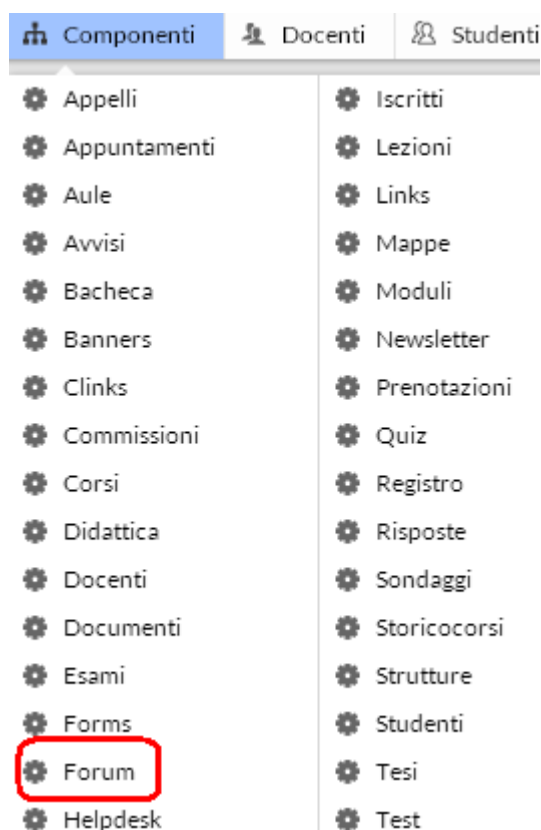 Componenti Docenti Studenti
Appelli
Appuntamenti
Aule
Avvisi
Bacheca
Banners
Clinks
Commissioni
Corsi
Didattica
Docenti
Documenti
Esami
Forms
Forum
Helpdesk
Iscritti
Lezioni
Links
Mappe
Moduli
Newsletter
Prenotazioni
Quiz
Registro
Risposte
Sondaggi
Storicocorsi
Strutture
Studenti
Tesi
Test